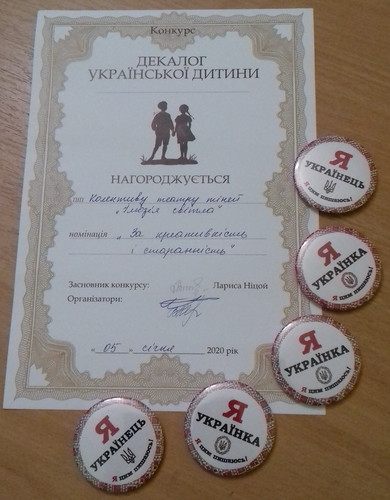 Конкурс
ДЕКАЛОГ
УКРАЇНСЬКОЇ ДИТИНИ
НАГОРОДЖУЄТЬСЯ
Колектив театру тіней
„Ілюзія світла"
номінація „За креативність
і старанність"
Засновник конкурсу: Лариса Ніцой
Організатори:
„ 05 „ січня 2020 рік
Я
УКРАЇНЕЦЬ
Я цим пишаюсь!
Я
УКРАЇНКА
Я цим пишаюсь!
Я
УКРАЇНКА
Я цим пишаюсь!
Я
УКРАЇНКА
Я цим пишаюсь!
Я
УКРАЇНЕЦЬ
Я цим пишаюсь!